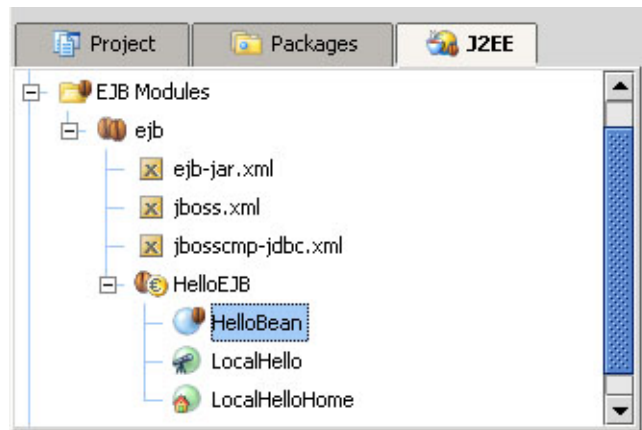 Project Packages J2EE
EJB Modules
ejb
ejb-jar.xml
jboss.xml
jbosscmp-jdbc.xml
HelloEJB
HelloBean
LocalHello
LocalHelloHome